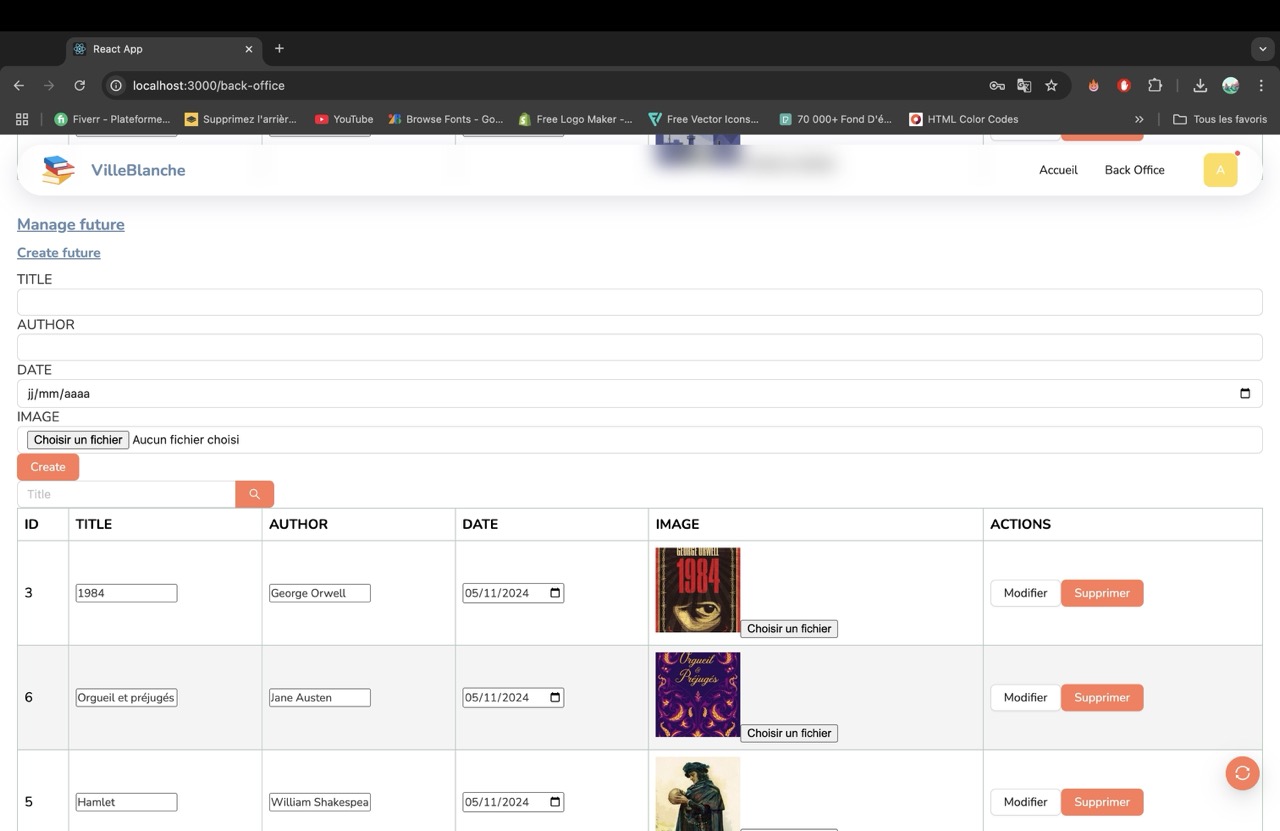 React App
localhost:3000/back-office
Fiverr - Plateforme... Supprimez l'arrièr... YouTube Browse Fonts - Go... Free Logo Maker -... Free Vector Icons... 70 000+ Fond D'é... HTML Color Codes » Tous les favoris
VilleBlanche Accueil Back Office A
Manage future
Create future
TITLE
AUTHOR
DATE
jj/mm/aaaa
IMAGE
Choisir un fichier Aucun fichier choisi
Create
Title
ID TITLE AUTHOR DATE IMAGE ACTIONS
GEORGE ORWELL
1984
3 1984 George Orwell 05/11/2024 Choisir un fichier Modifier Supprimer
Orgueil
&
Préjugés
6 Orgueil et préjugés Jane Austen 05/11/2024 Choisir un fichier Modifier Supprimer
5 Hamlet William Shakespea 05/11/2024 Modifier Supprimer